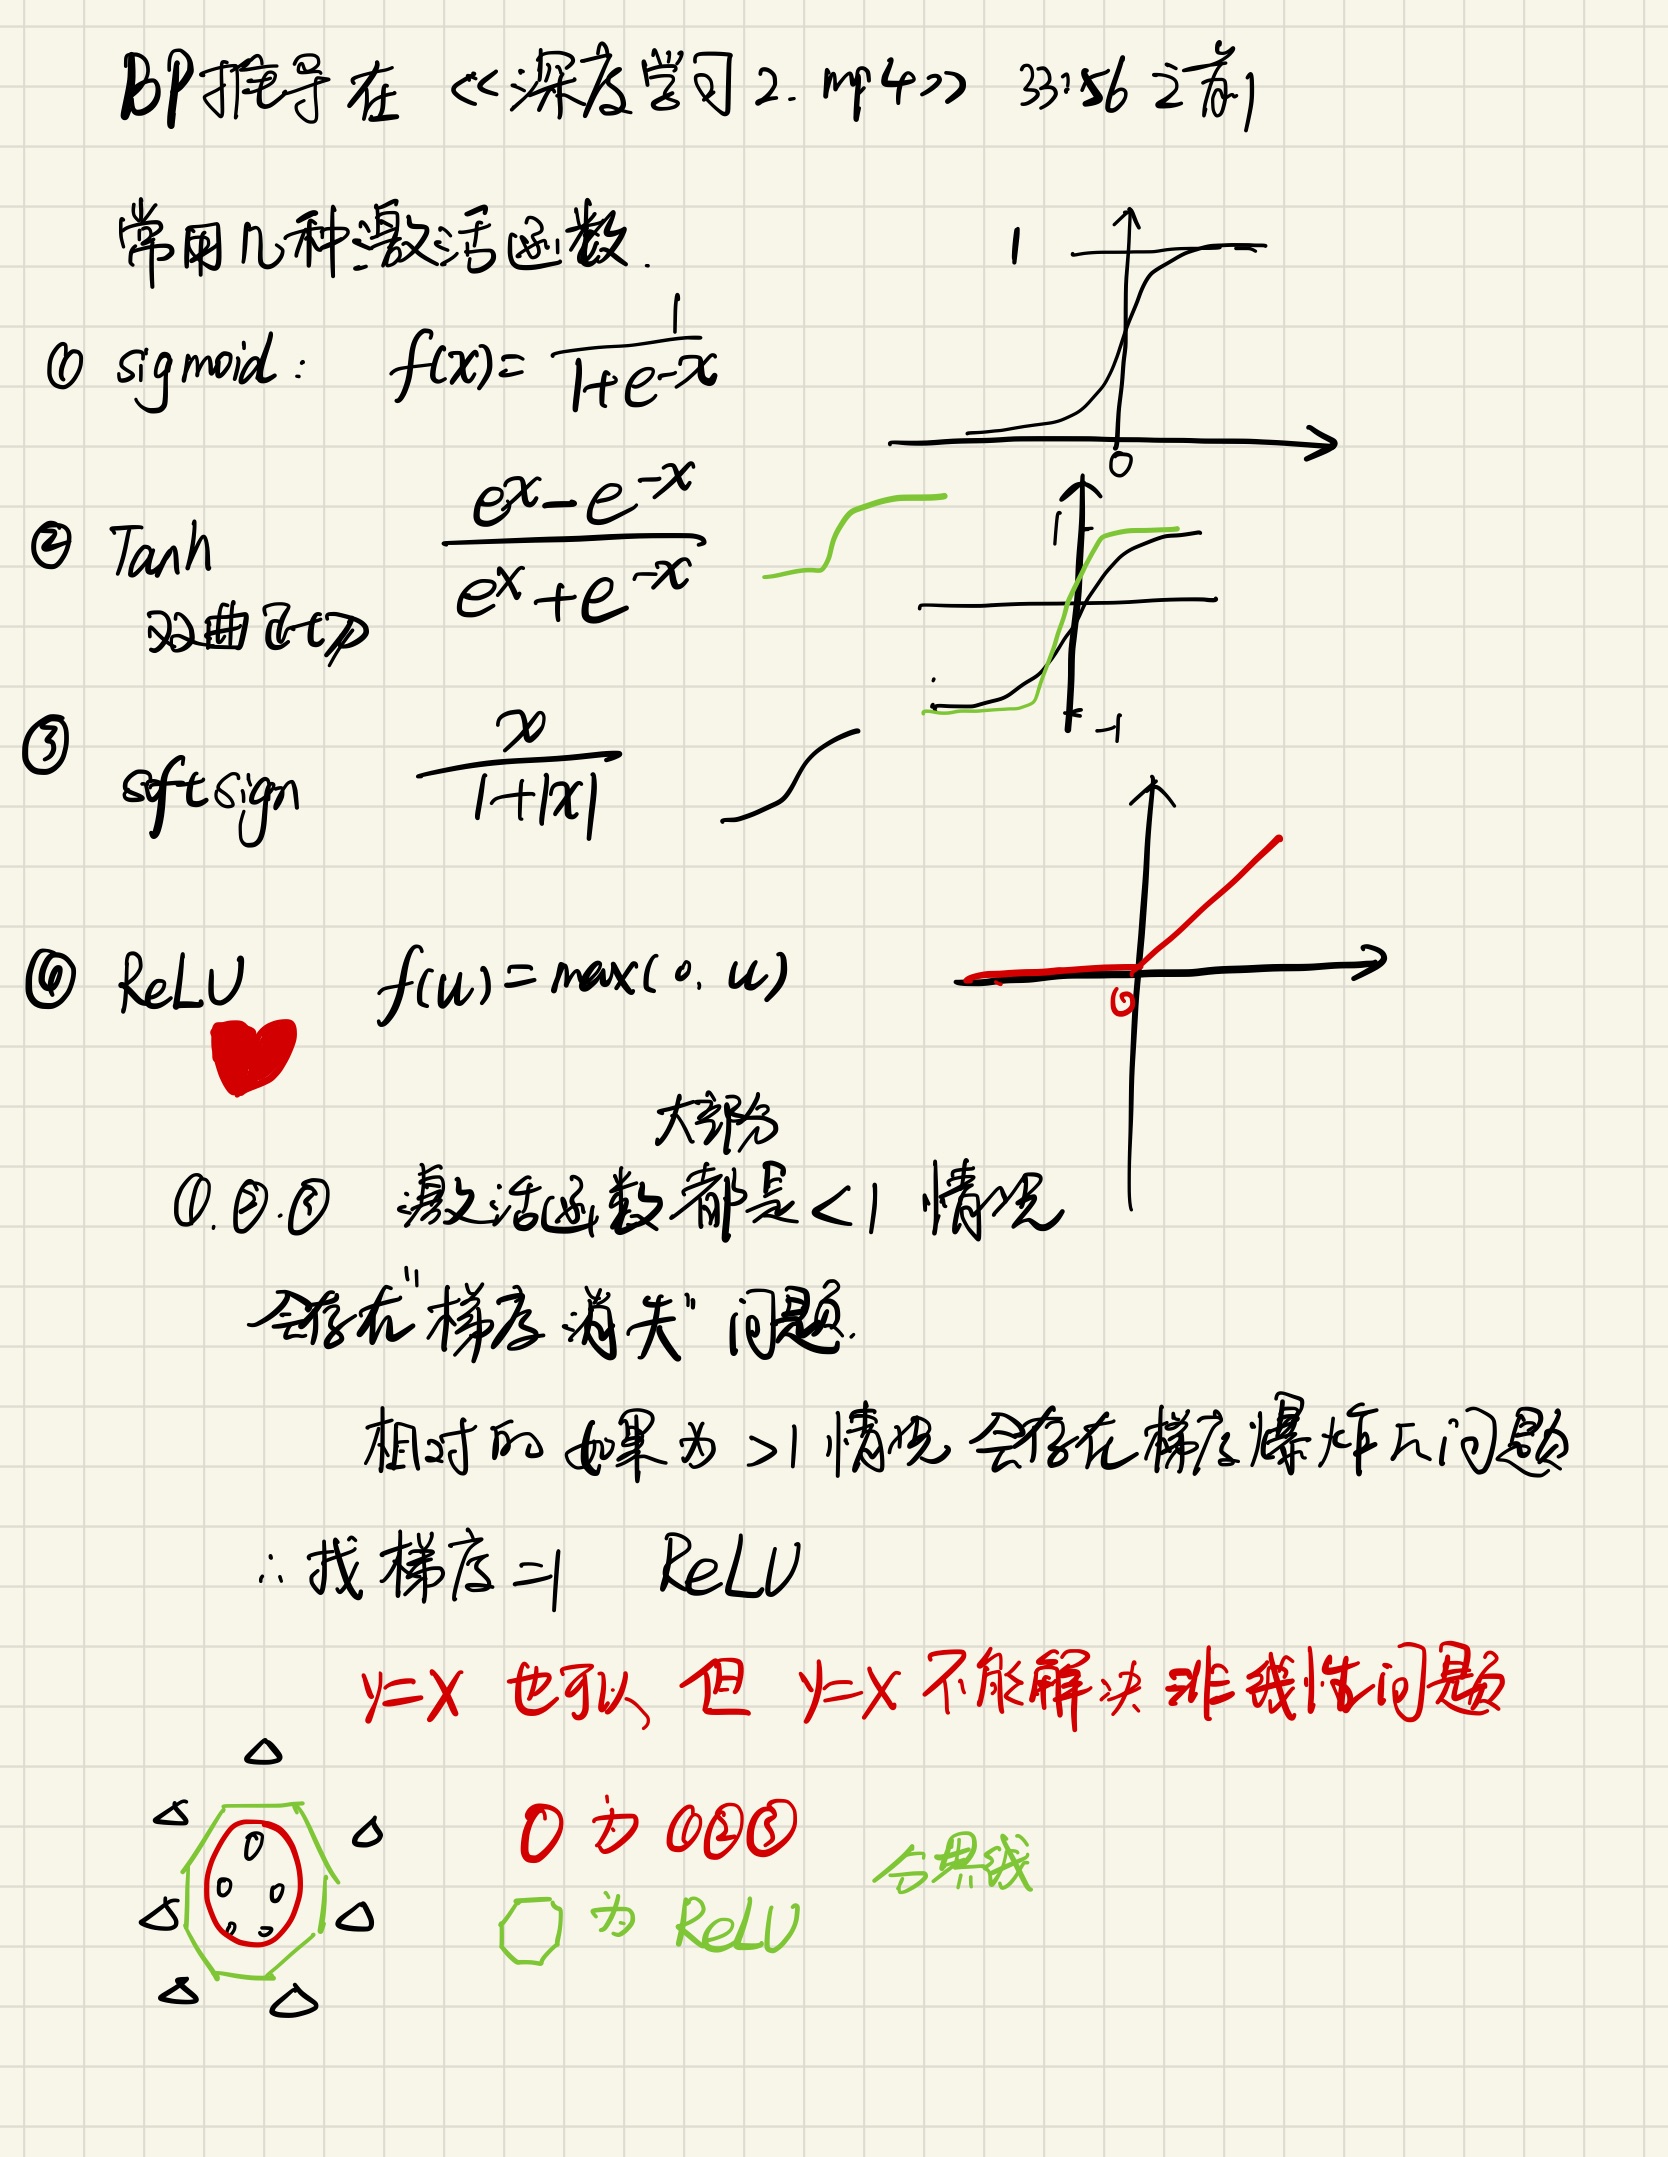 BP推导在《深度学习2.mp4》 33:56之前
常用几种激活函数.
① sigmoid: f(x)= 1/(1+e^-x)
1
0
② Tanh (e^x-e^-x)/(e^x+e^-x)
双曲正切
1
-1
③ softsign x/(1+|x|)
④ ReLU f(u)=max(0. u)
0
大部分
①.②.③ 激活函数都是<1情况
会存在"梯度消失"问题.
相对的 如果为>1情况 会存在梯度爆炸 问题
∴找梯度=1 ReLU
y=x 也可以 但 y=x 不能解决非线性问题
0 为 ①②③
分界线
为 ReLU